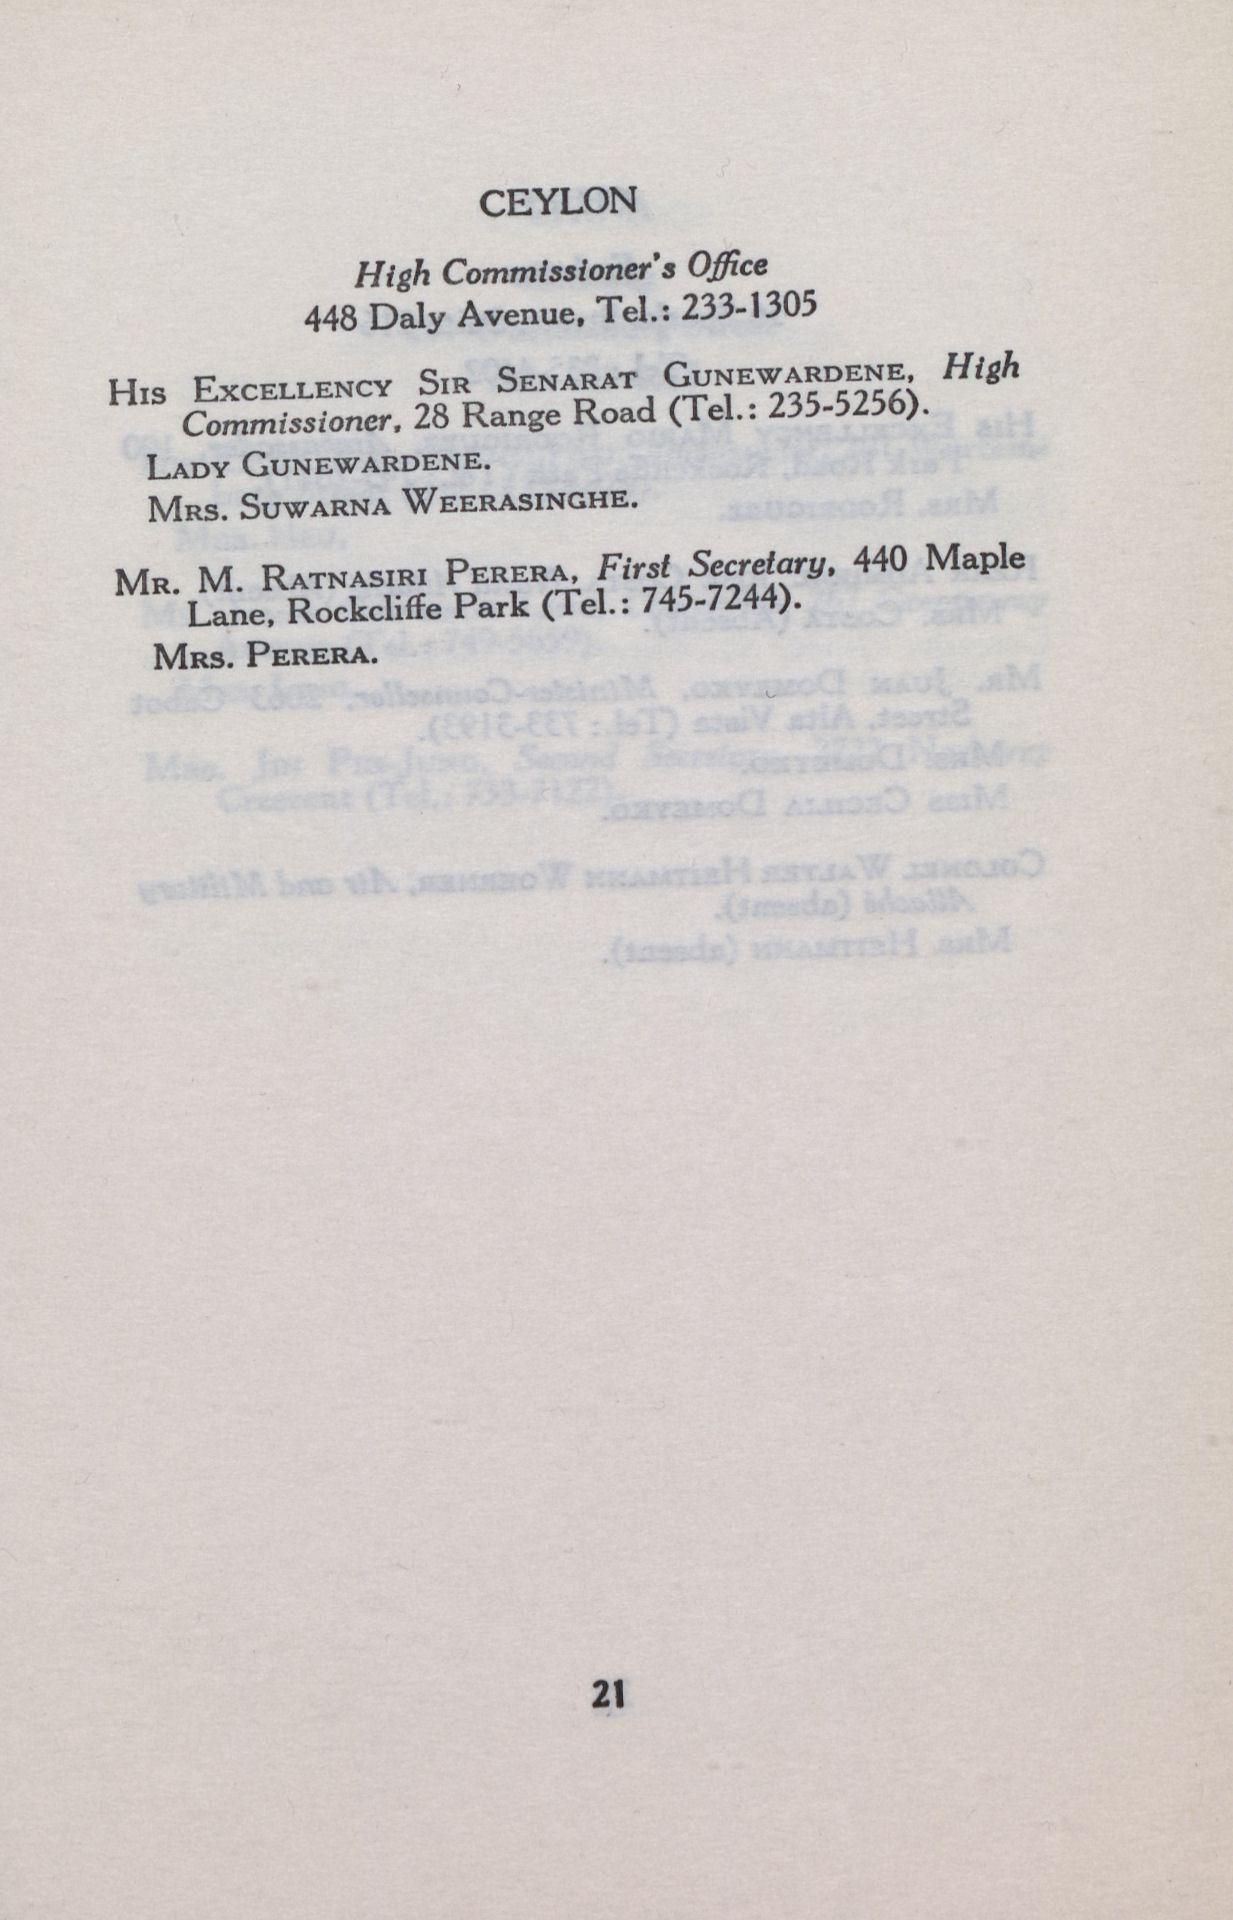 CEYLON
High Commissioner's Office
448 Daly Avenue, Tel.: 233-1305
His Excellency Sir Senarat Gunewardene, High
Commissioner, 28 Range Road (Tel.: 235-5256).
Lady Gunewardene.
Mrs. Suwarna Weerasinghe.
Mr. M. Ratnasiri Perera, First Secretary, 440 Maple
Lane, Rockcliffe Park (Tel.: 745-7244).
Mrs. Perera.
21